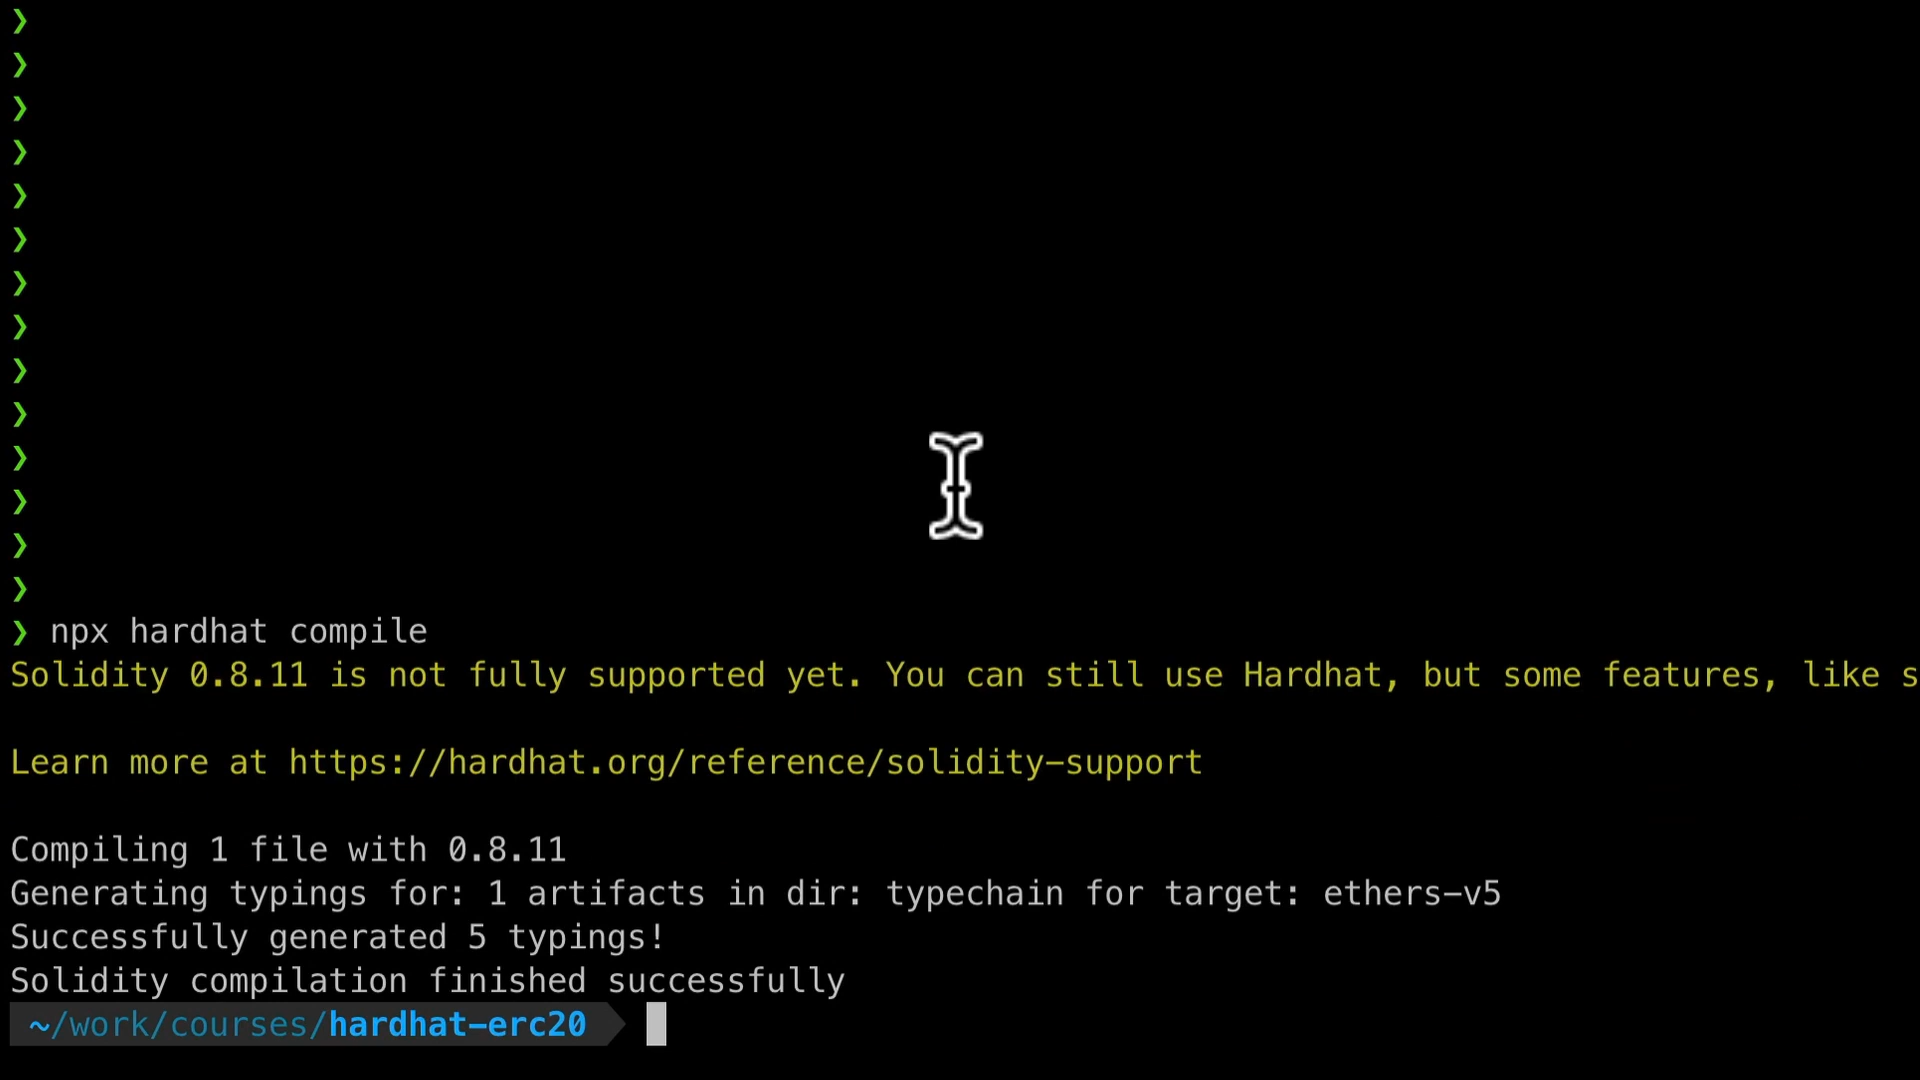 ❯
❯
❯
❯
❯
❯
❯
❯
❯
❯
❯
❯
❯
❯
❯ npx hardhat compile
Solidity 0.8.11 is not fully supported yet. You can still use Hardhat, but some features, like s
Learn more at https://hardhat.org/reference/solidity-support
Compiling 1 file with 0.8.11
Generating typings for: 1 artifacts in dir: typechain for target: ethers-v5
Successfully generated 5 typings!
Solidity compilation finished successfully
~/work/courses/hardhat-erc20